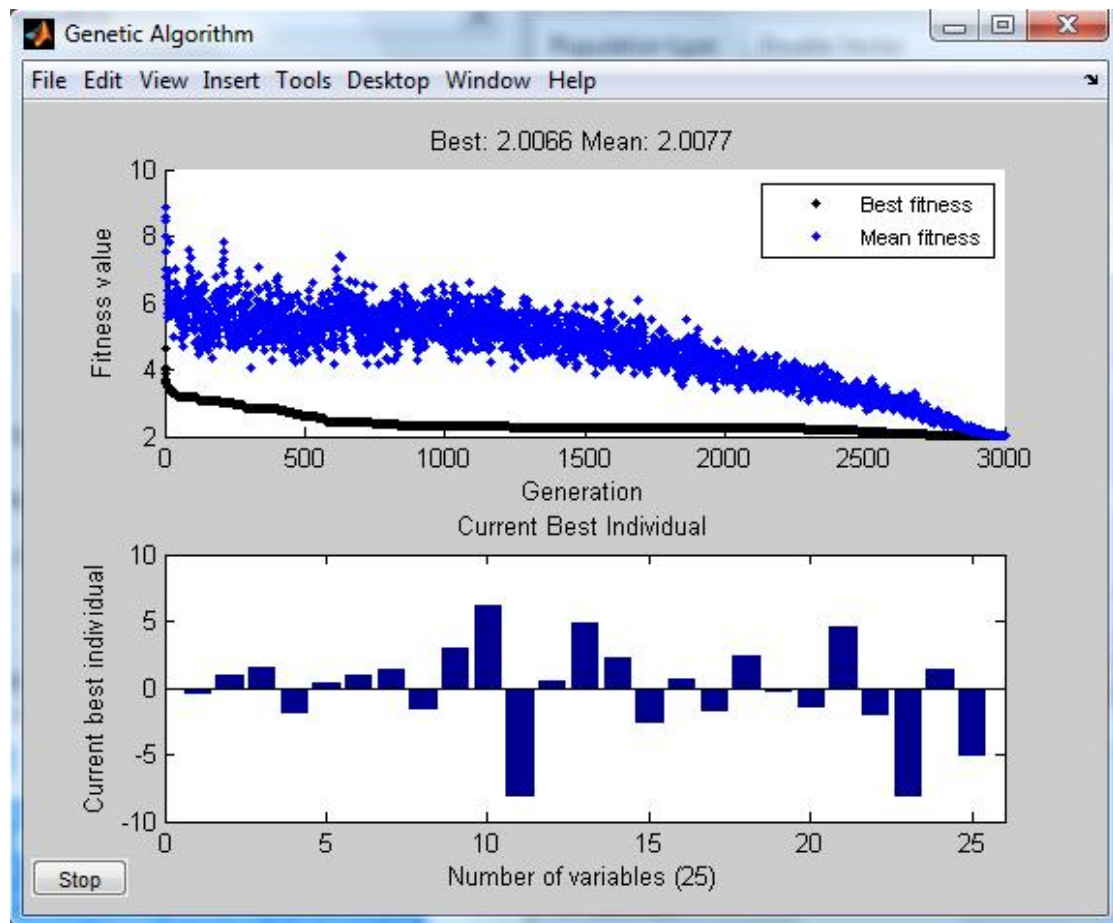 Genetic Algorithm
File Edit View Insert Tools Desktop Window Help
Best: 2.0066 Mean: 2.0077
Fitness value
10
8
6
4
2
Best fitness
Mean fitness
0 500 1000 1500 2000 2500 3000
Generation
Current Best Individual
Current best individual
10
5
0
-5
-10
0 5 10 15 20 25
Number of variables (25)
Stop